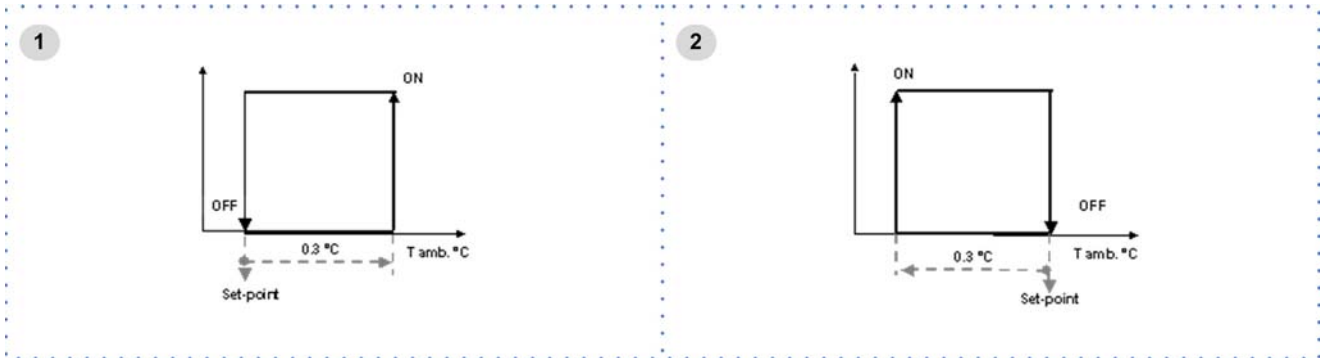 1
ON
OFF
0.3 °C
T amb. °C
Set-point
2
ON
OFF
0.3 °C
T amb. °C
Set-point